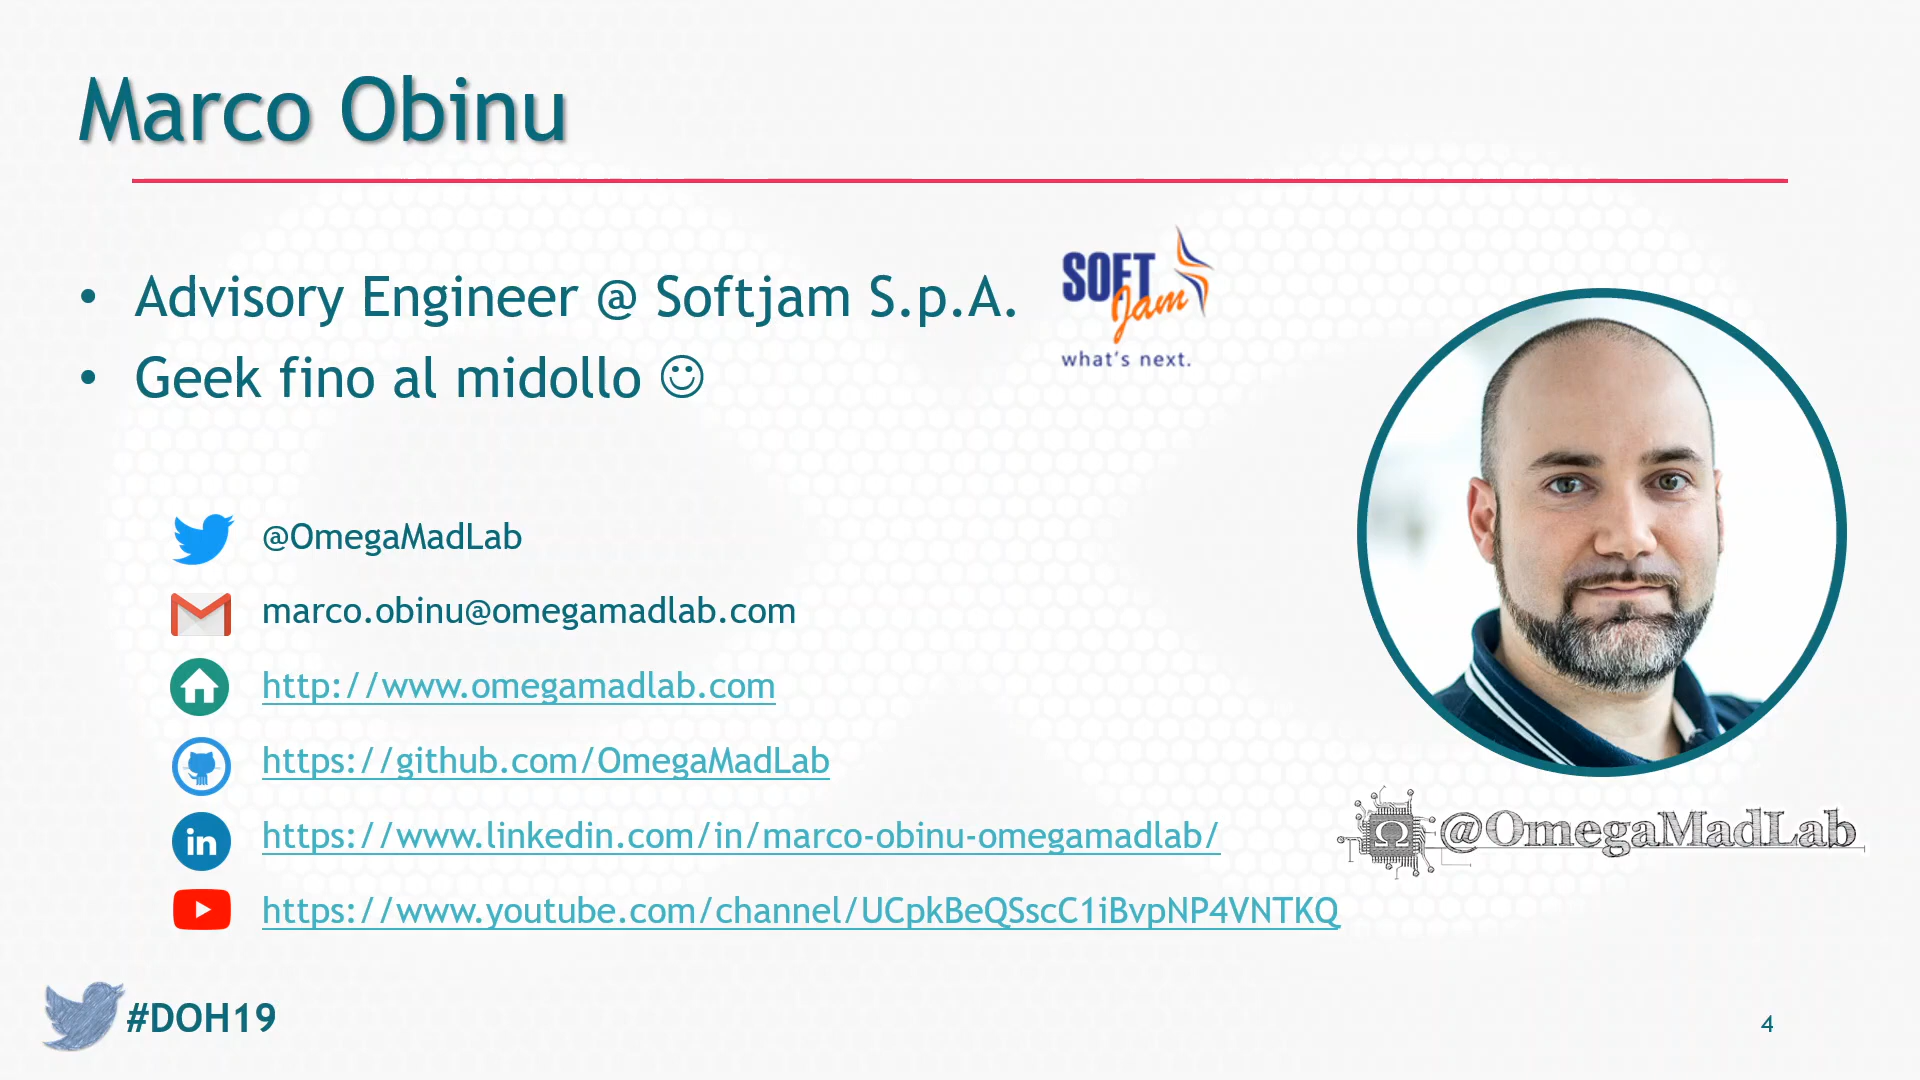 Marco Obinu
• Advisory Engineer @ Softjam S.p.A.
SOFT
Jam
what's next.
• Geek fino al midollo ☺
@OmegaMadLab
marco.obinu@omegamadlab.com
http://www.omegamadlab.com
https://github.com/OmegaMadLab
in https://www.linkedin.com/in/marco-obinu-omegamadlab/
https://www.youtube.com/channel/UCpkBeQSscC1iBvpNP4VNTKQ
Ω @OmegaMadLab
#DOH19
4